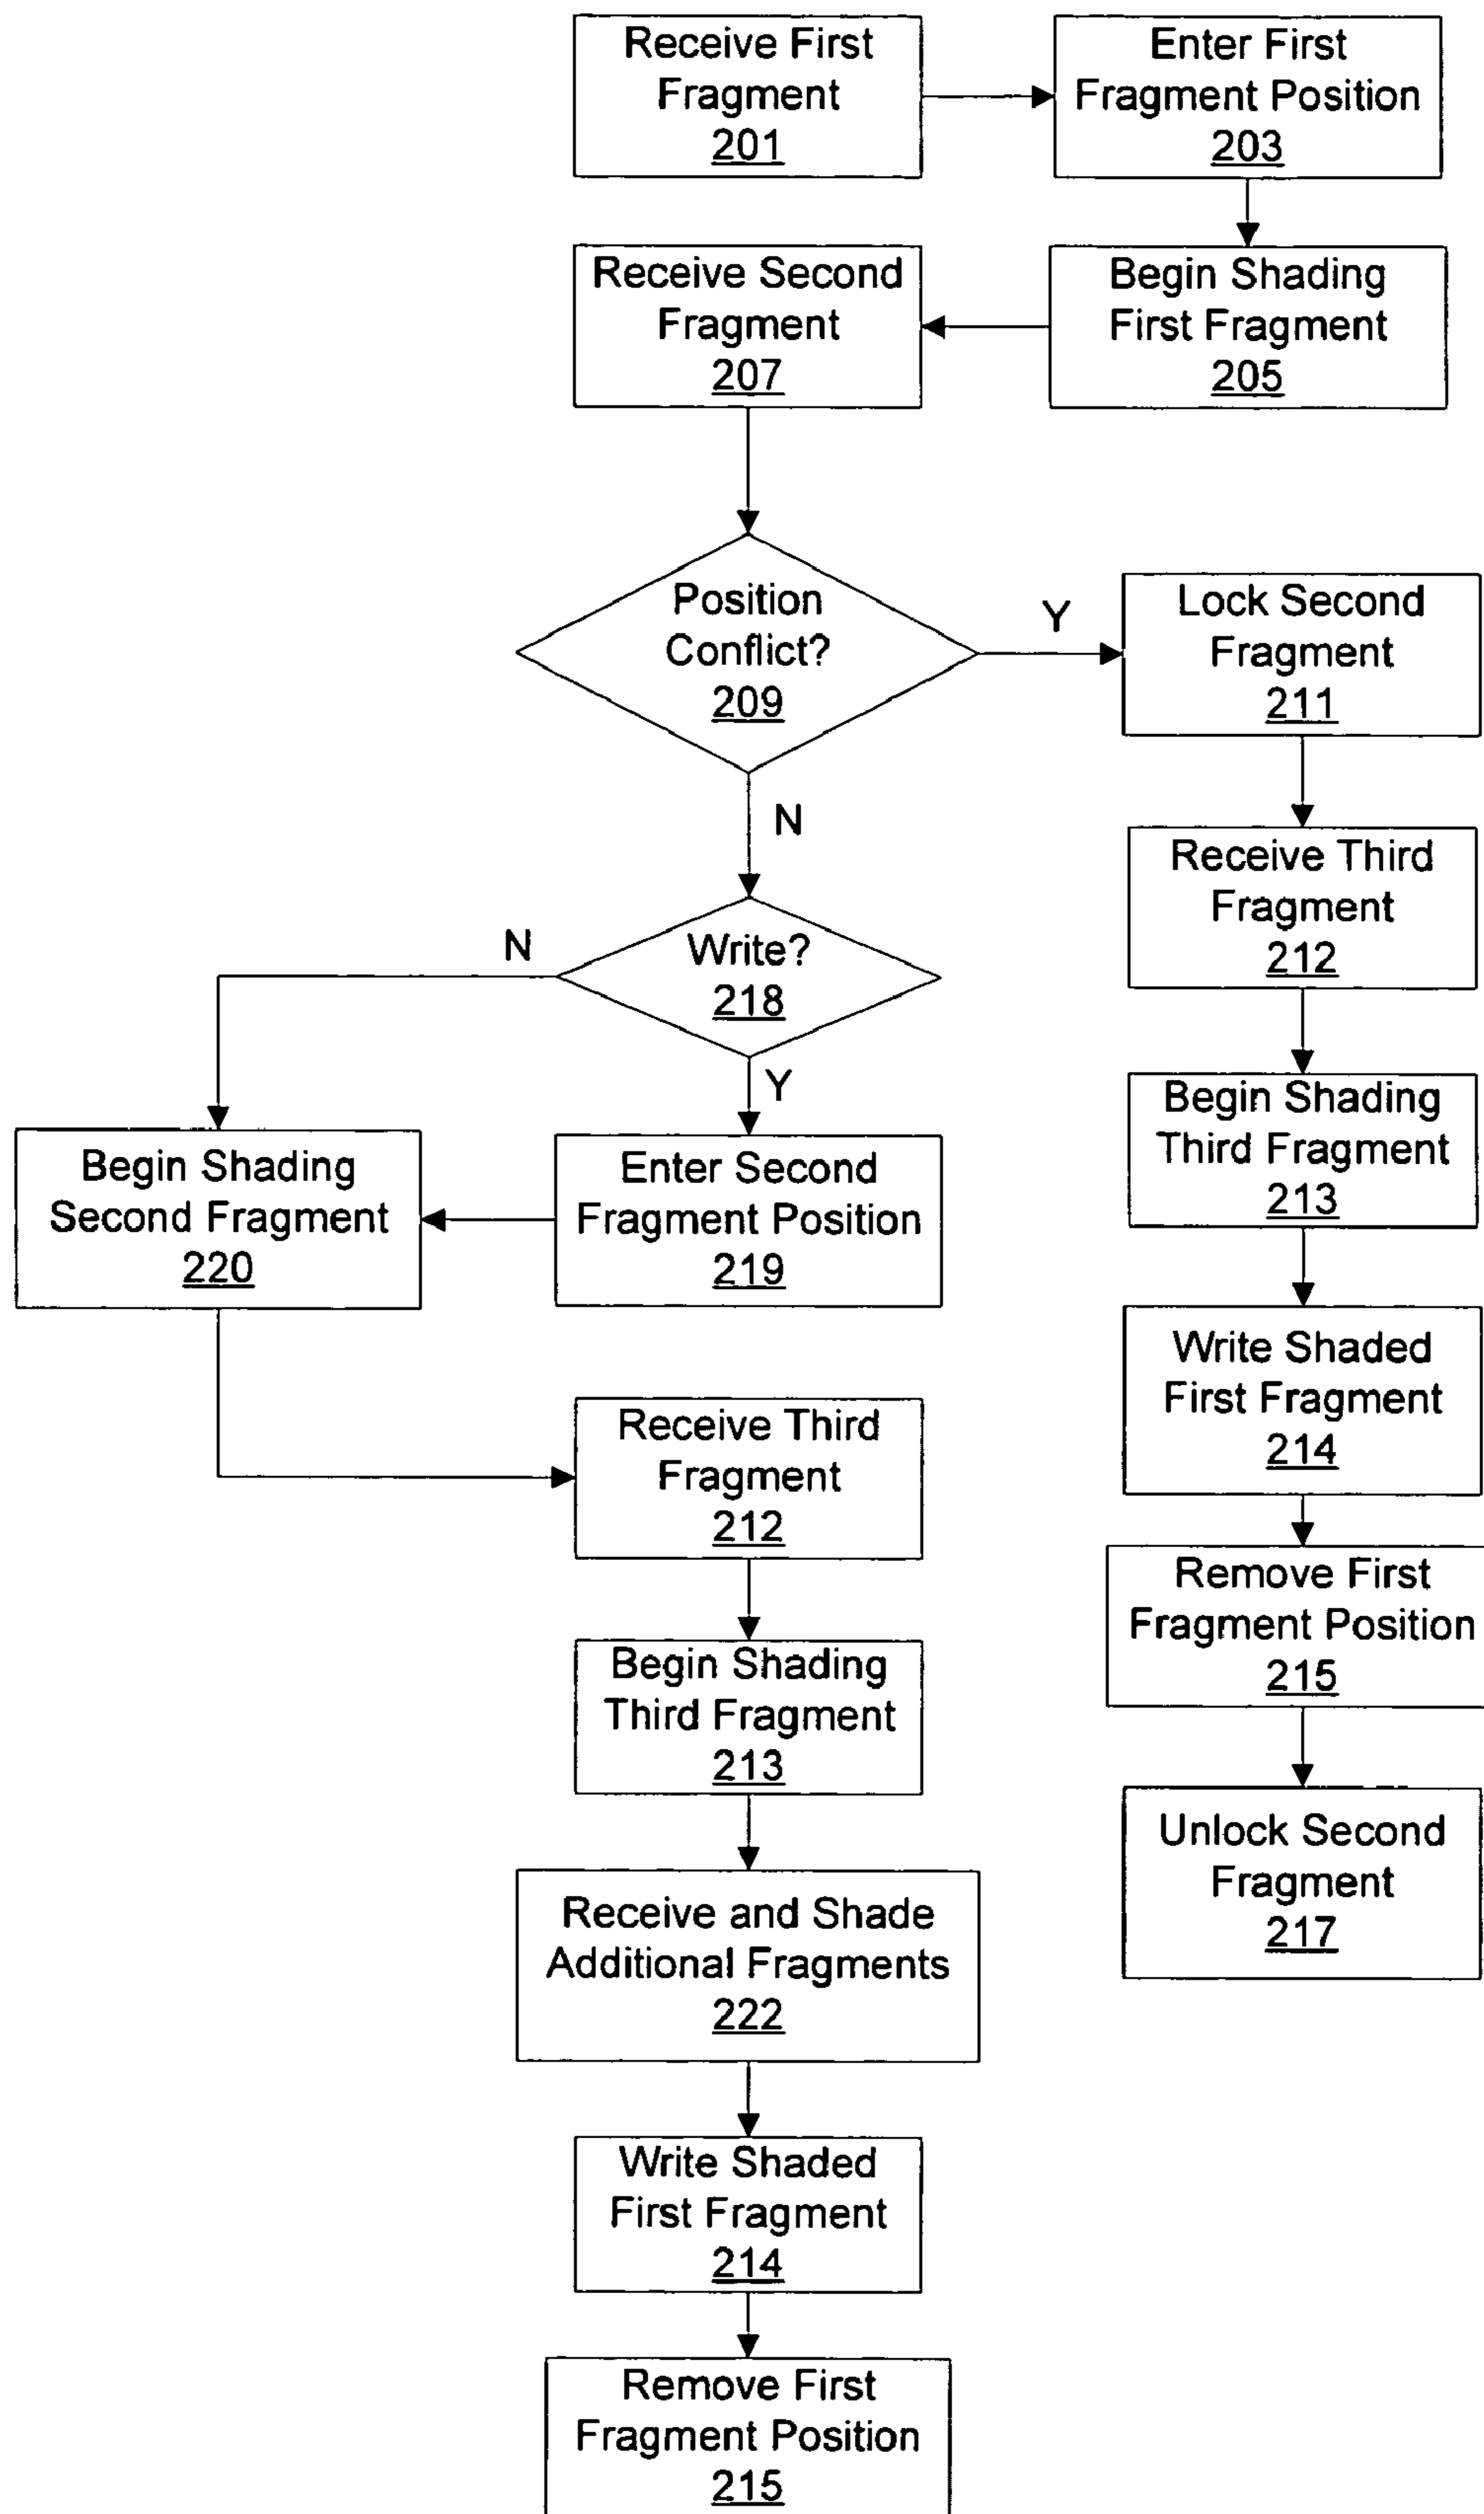 Receive First
Fragment
201
Enter First
Fragment Position
203
Receive Second
Fragment
207
Begin Shading
First Fragment
205
Position
Conflict?
209
Y
Lock Second
Fragment
211
N
Receive Third
Fragment
212
N
Write?
218
Y
Begin Shading
Third Fragment
213
Begin Shading
Second Fragment
220
Enter Second
Fragment Position
219
Write Shaded
First Fragment
214
Receive Third
Fragment
212
Remove First
Fragment Position
215
Begin Shading
Third Fragment
213
Unlock Second
Fragment
217
Receive and Shade
Additional Fragments
222
Write Shaded
First Fragment
214
Remove First
Fragment Position
215